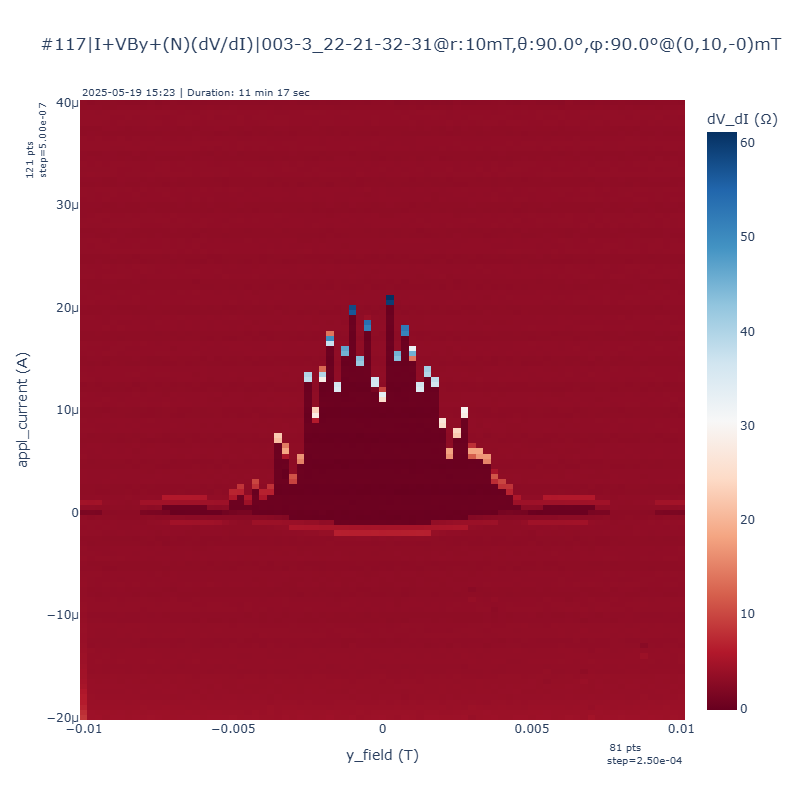 #117|I+VBy+(N)(dV/dI)|003-3_22-21-32-31@r:10mT,θ:90.0°,φ:90.0°@(0,10,-0)mT
2025-05-19 15:23 | Duration: 11 min 17 sec
121 pts
step=5.00e-07
dV_dI (Ω)
40μ
30μ
20μ
10μ
0
−10μ
−20μ
appl_current (A)
60
50
40
30
20
10
0
−0.01
−0.005
0
0.005
0.01
y_field (T)
81 pts
step=2.50e-04